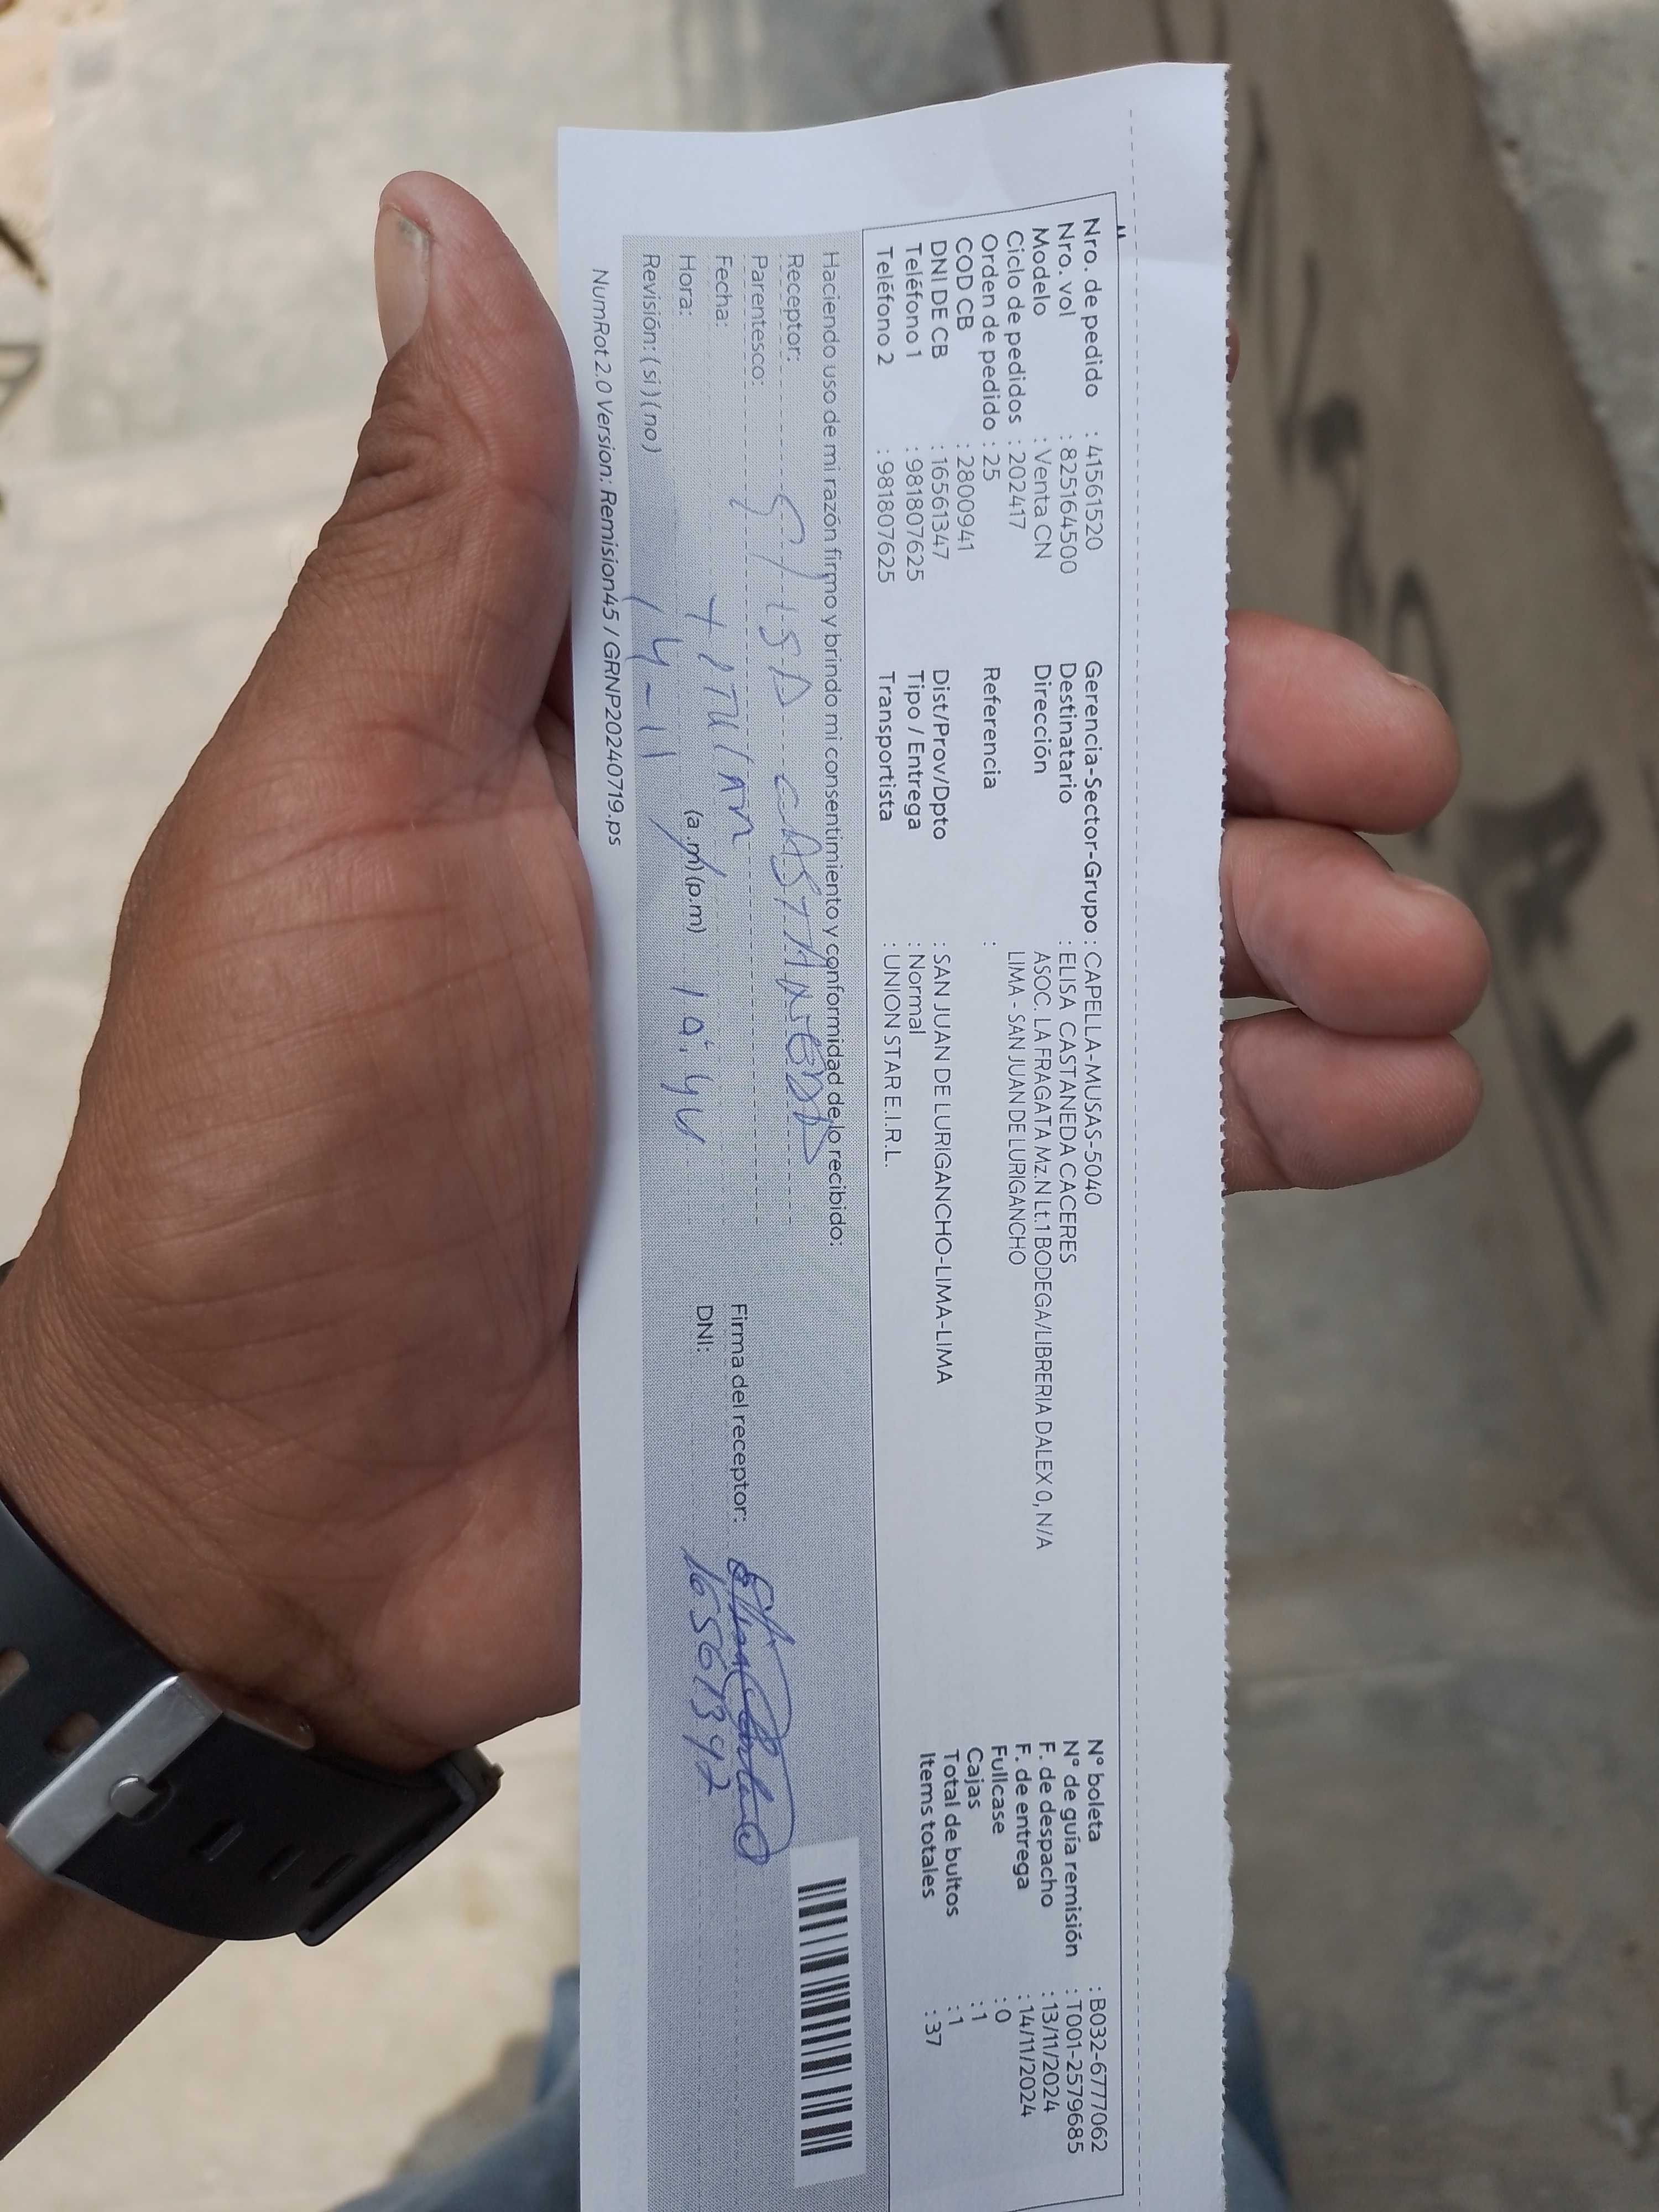 Nro. de pedido : 41561520 Gerencia-Sector-Grupo : CAPELLA-MUSAS-5040 N° boleta : B032-6777062
Nro. vol : 825164500 Destinatario : ELISA CASTANEDA CACERES N° de guía remisión : T001-2579685
Modelo : Venta CN Dirección ASOC. LA FRAGATA Mz.N Lt.1 BODEGA/LIBRERIA DALEX 0, N/A F. de despacho : 13/11/2024
Ciclo de pedidos : 202417 LIMA - SAN JUAN DE LURIGANCHO F. de entrega : 14/11/2024
Orden de pedido : 25 Referencia : Fullcase : 0
COD CB : 2800941 Cajas : 1
DNI DE CB : 16561347 Dist/Prov/Dpto : SAN JUAN DE LURIGANCHO-LIMA-LIMA Total de bultos : 1
Teléfono 1 : 981807625 Tipo / Entrega : Normal Items totales : 37
Teléfono 2 : 981807625 Transportista : UNION STAR E.I.R.L.
Haciendo uso de mi razón firmo y brindo mi consentimiento y conformidad de lo recibido:
Receptor: CASTANEDA
Parentesco: Firma del receptor:
Fecha: 14-11 DNI:
Hora: (a.m) (p.m)
Revisión: (si) (no)
NumRot 2.0 Version: Remision45 / GRNP20240719.ps